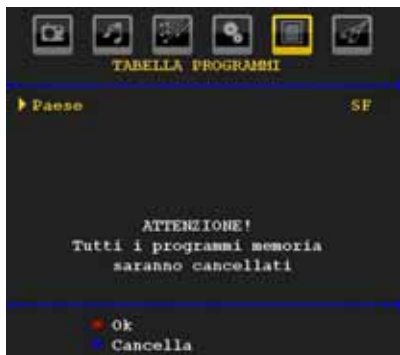 TABELLA PROGRAMMI
Paese SF
ATTENZIONE!
Tutti i programmi memoria
saranno cancellati
Ok
Cancella